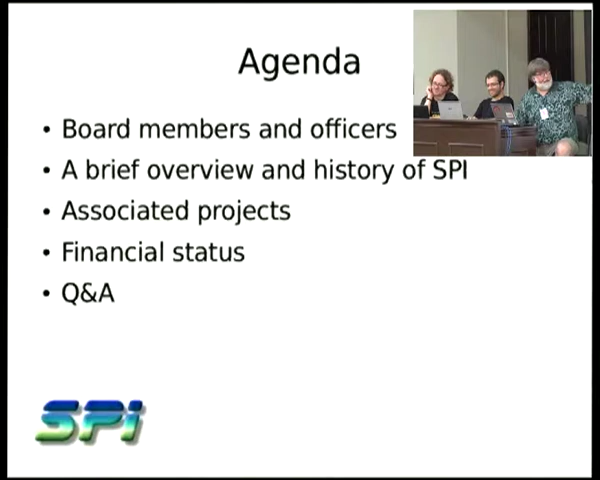 Agenda
• Board members and officers
• A brief overview and history of SPI
• Associated projects
• Financial status
• Q&A
SPi